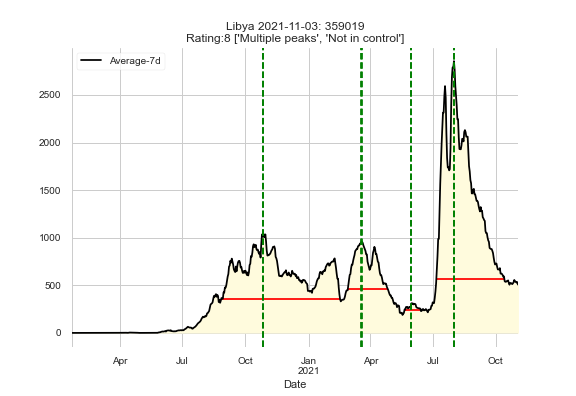 Libya 2021-11-03: 359019
Rating:8 ['Multiple peaks', 'Not in control']
Average-7d
2500
2000
1500
1000
500
0
Apr Jul Oct Jan Apr Jul Oct
2021
Date